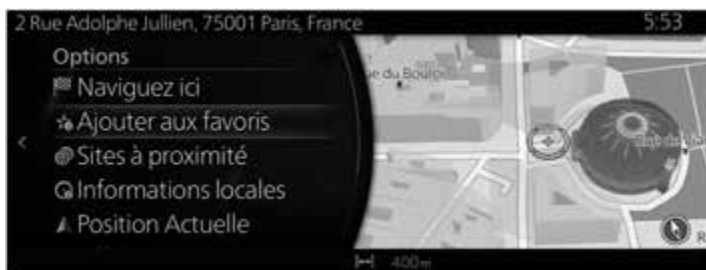 2 Rue Adolphe Jullien, 75001 Paris, France 5:53
Options
Naviguez ici
Ajouter aux favoris
Sites à proximité
Informations locales
Position Actuelle
400m